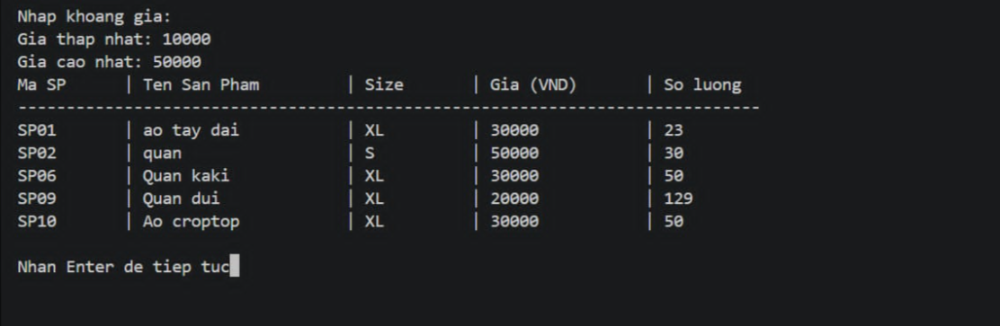 Nhap khoang gia:
Gia thap nhat: 10000
Gia cao nhat: 50000
Ma SP | Ten San Pham | Size | Gia (VND) | So luong
-----------------------------------------------------------------------------
SP01 | ao tay dai | XL | 30000 | 23
SP02 | quan | S | 50000 | 30
SP06 | Quan kaki | XL | 30000 | 50
SP09 | Quan dui | XL | 20000 | 129
SP10 | Ao croptop | XL | 30000 | 50
Nhan Enter de tiep tuc